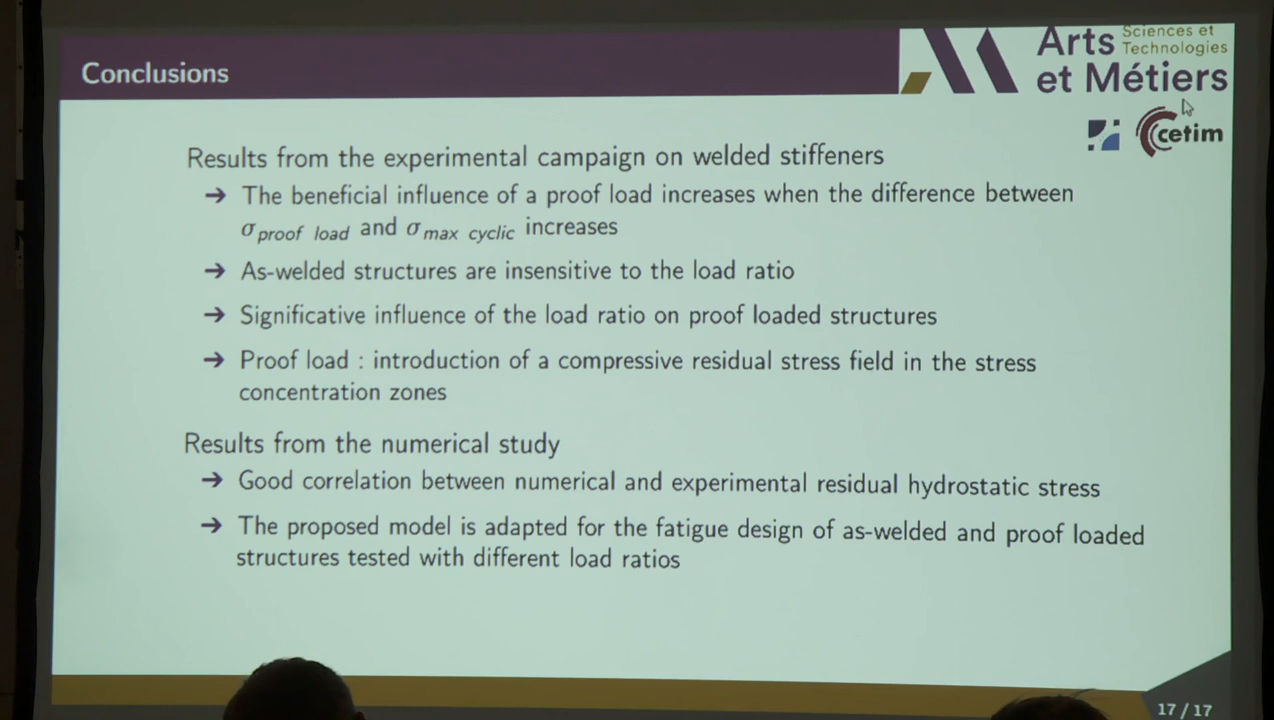 Conclusions
Arts
Sciences et
Technologies
et Métiers
cetim
Results from the experimental campaign on welded stiffeners
→ The beneficial influence of a proof load increases when the difference between
σ proof load and σ max cyclic increases
→ As-welded structures are insensitive to the load ratio
→ Significative influence of the load ratio on proof loaded structures
→ Proof load : introduction of a compressive residual stress field in the stress
concentration zones
Results from the numerical study
→ Good correlation between numerical and experimental residual hydrostatic stress
→ The proposed model is adapted for the fatigue design of as-welded and proof loaded
structures tested with different load ratios
17 / 17